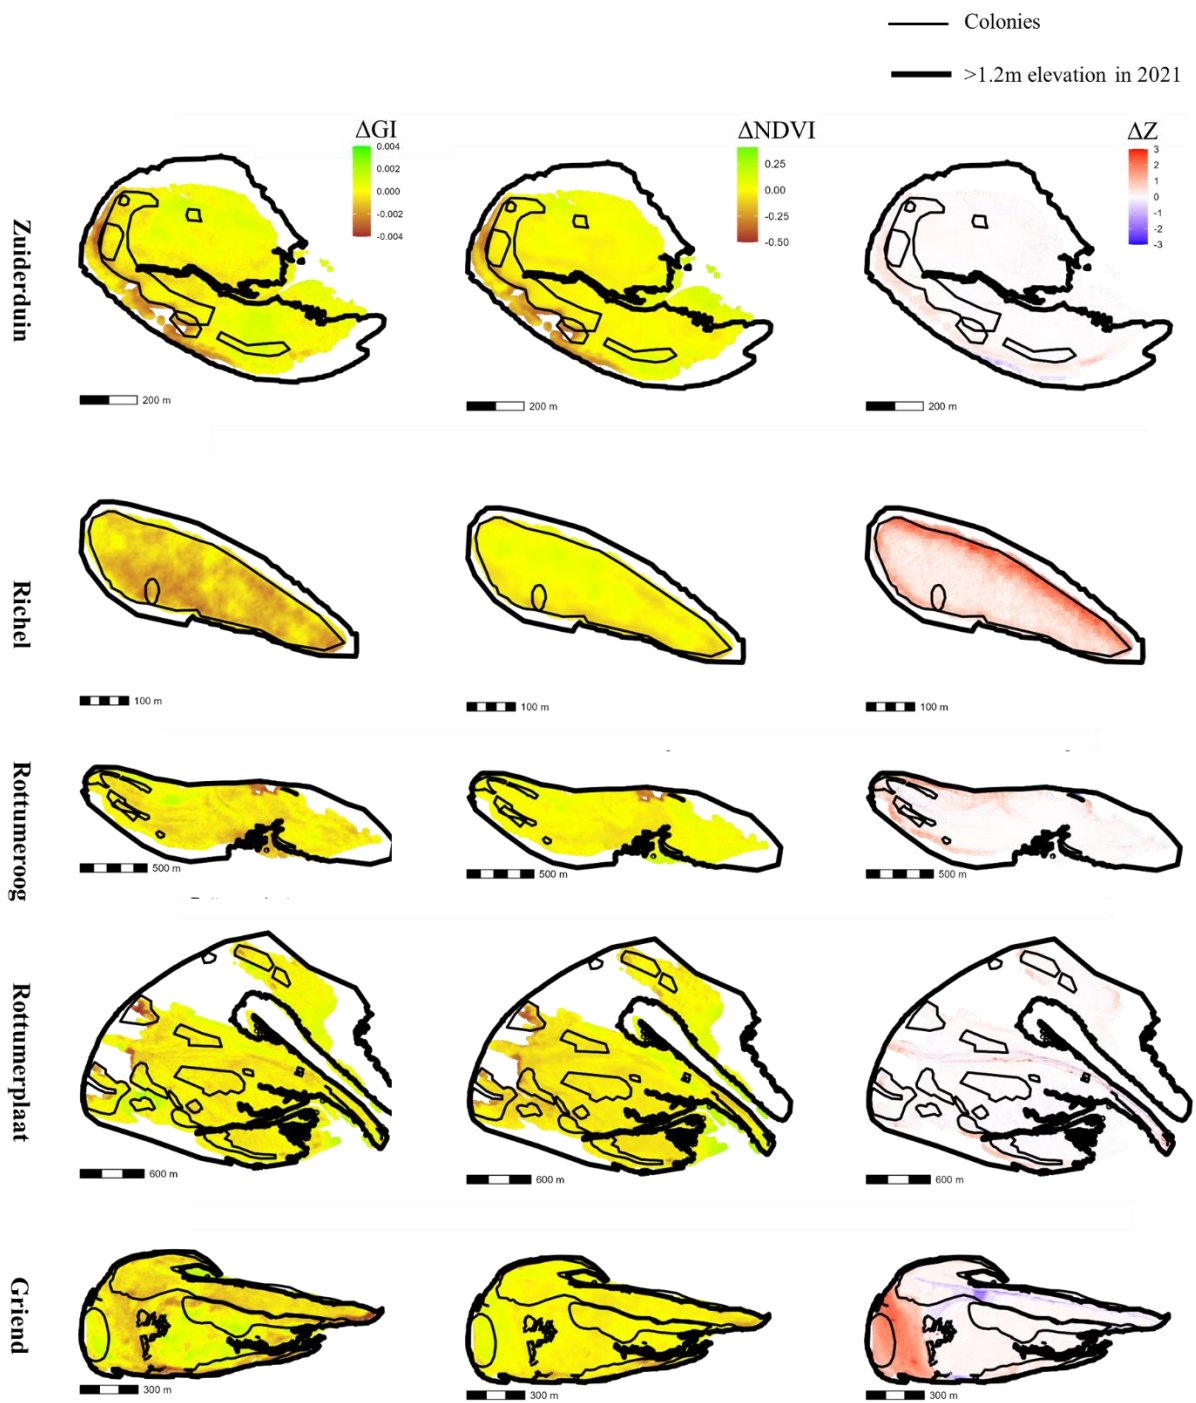 Colonies
>1.2m elevation in 2021
ΔGI
0.004
0.002
0.000
-0.002
-0.004
ΔNDVI
0.25
0.00
-0.25
-0.50
ΔZ
3
2
1
0
-1
-2
-3
Zuiderduin
200 m
200 m
200 m
Richel
100 m
100 m
100 m
Rottumeroog
500 m
500 m
500 m
Rottumerplaat
600 m
600 m
600 m
Griend
300 m
300 m
300 m